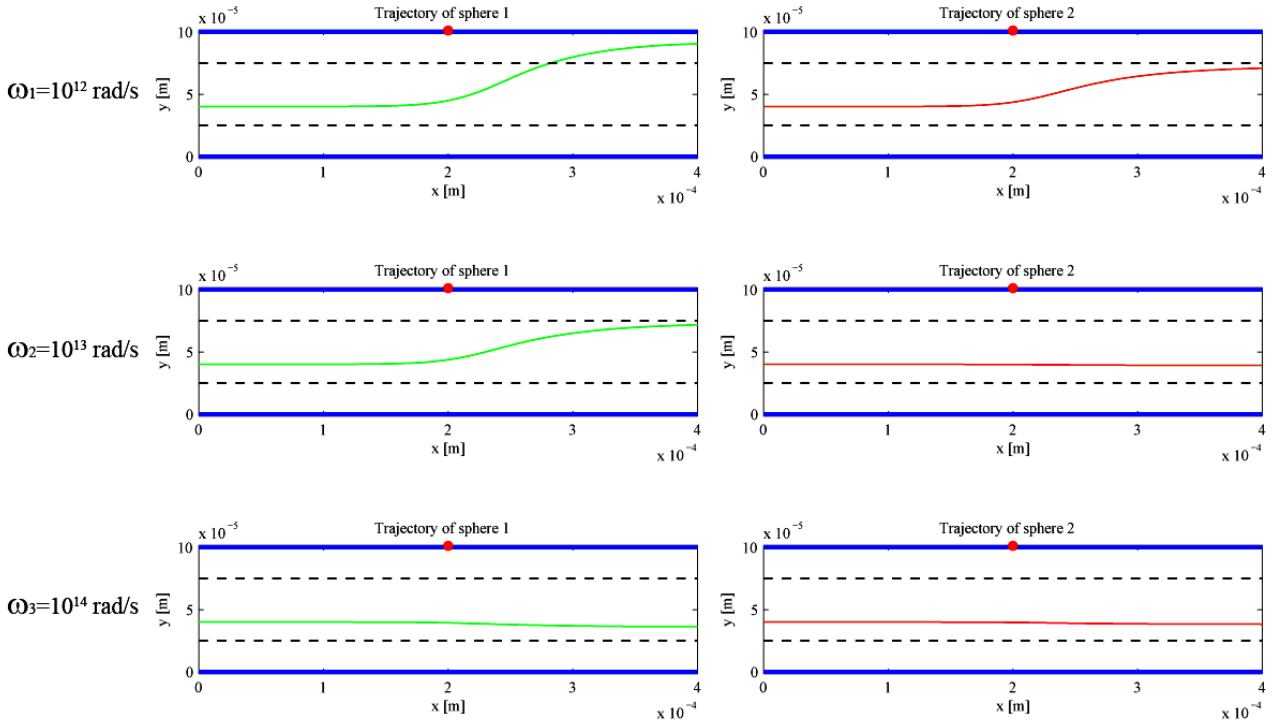 Trajectory of sphere 1
Trajectory of sphere 2
x 10⁻⁵
x 10⁻⁵
10
5
0
y [m]
10
5
0
y [m]
ω₁=10¹² rad/s
0 1 2 3 4
0 1 2 3 4
x [m]
x [m]
x 10⁻⁴
x 10⁻⁴
Trajectory of sphere 1
Trajectory of sphere 2
x 10⁻⁵
x 10⁻⁵
10
5
0
y [m]
10
5
0
y [m]
ω₂=10¹³ rad/s
0 1 2 3 4
0 1 2 3 4
x [m]
x [m]
x 10⁻⁴
x 10⁻⁴
Trajectory of sphere 1
Trajectory of sphere 2
x 10⁻⁵
x 10⁻⁵
10
5
0
y [m]
10
5
0
y [m]
ω₃=10¹⁴ rad/s
0 1 2 3 4
0 1 2 3 4
x [m]
x [m]
x 10⁻⁴
x 10⁻⁴